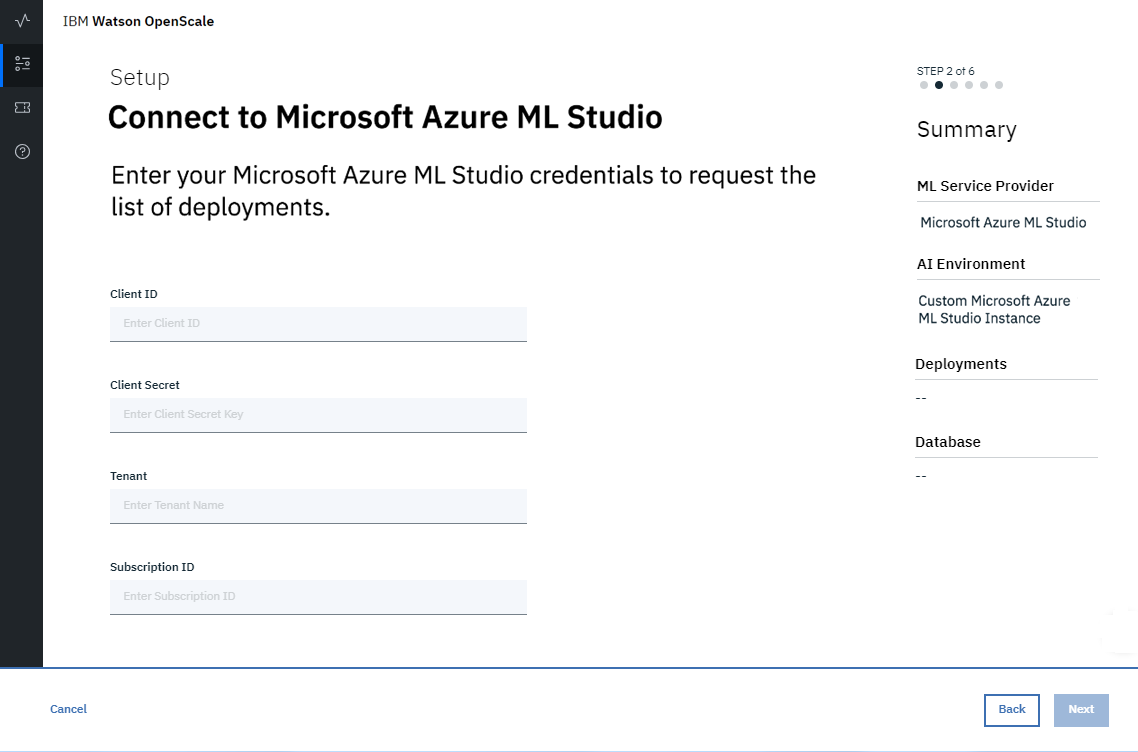 IBM Watson OpenScale
Setup
Connect to Microsoft Azure ML Studio
Enter your Microsoft Azure ML Studio credentials to request the
list of deployments.
Client ID
Enter Client ID
Client Secret
Enter Client Secret Key
Tenant
Enter Tenant Name
Subscription ID
Enter Subscription ID
STEP 2 of 6
Summary
ML Service Provider
Microsoft Azure ML Studio
AI Environment
Custom Microsoft Azure
ML Studio Instance
Deployments
--
Database
--
Cancel
Back
Next